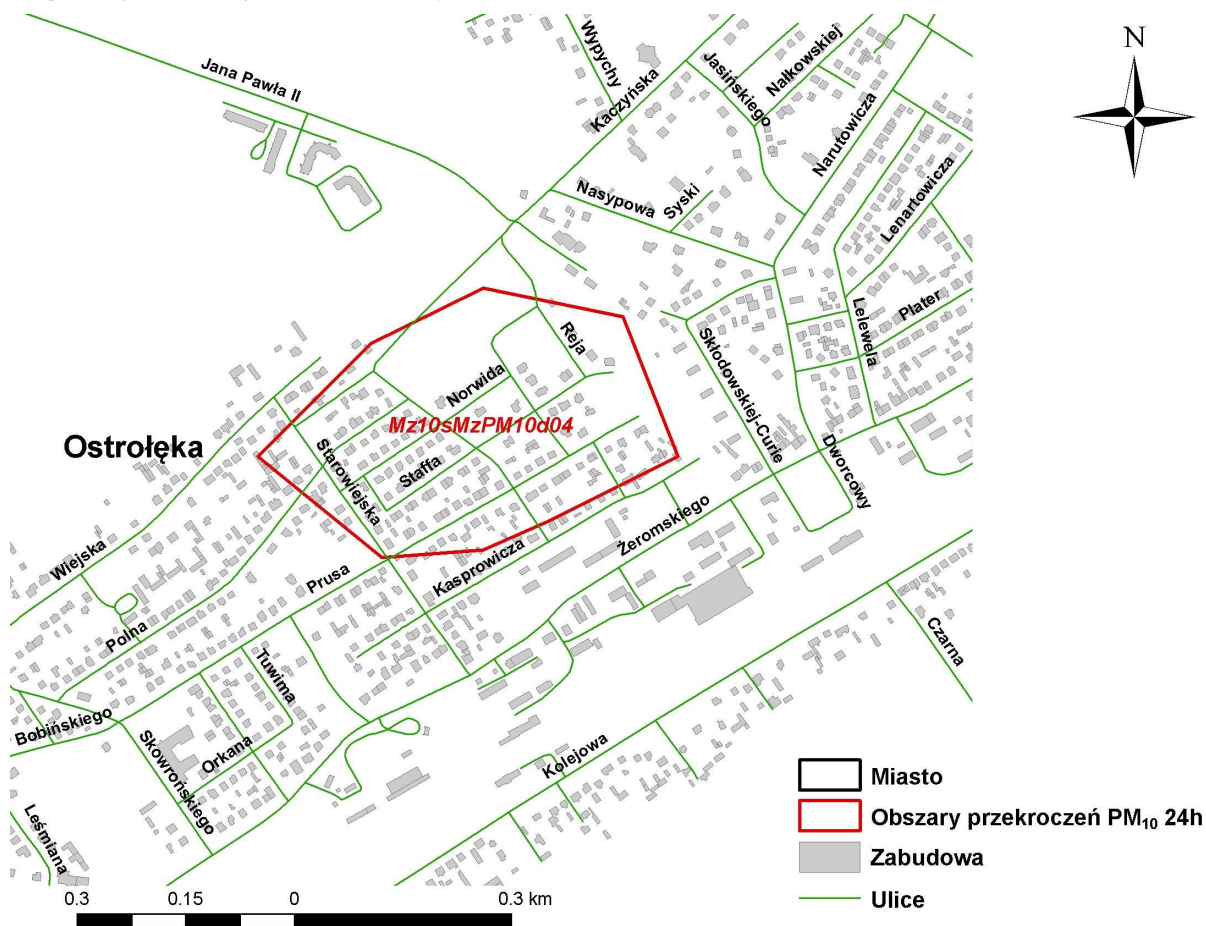 Jana Pawła II
Wypychy
Kaczyńska
Jasińskiego
Nałkowskiej
Narutowicza
Lenartowicza
Nasypowa
Syski
Plater
Lelewela
Reja
Skłodowskiej-Curie
Norwida
Mz10sMzPM10d04
Ostrołęka
Starowiejska
Staffa
Dworcowy
Żeromskiego
Kasprowicza
Wiejska
Prusa
Polna
Czarna
Tuwima
Bobińskiego
Skowrońskiego
Orkana
Kolejowa
Leśmiana
N
Miasto
Obszary przekroczeń PM₁₀ 24h
Zabudowa
Ulice
0.3 0.15 0 0.3 km